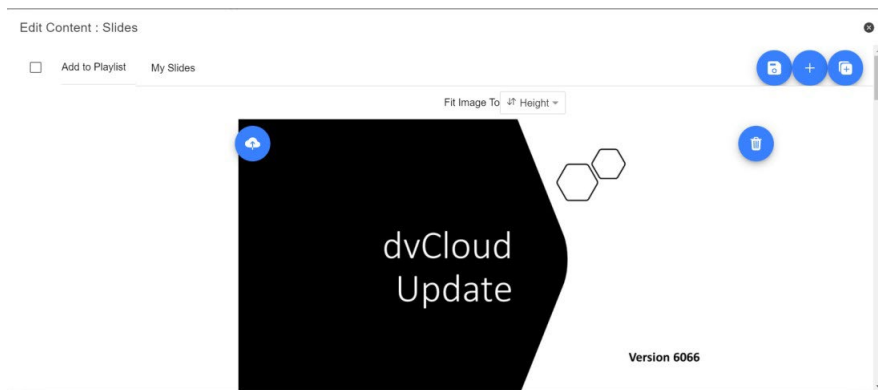 Edit Content : Slides
Add to Playlist
My Slides
Fit Image To
Height
dvCloud
Update
Version 6066